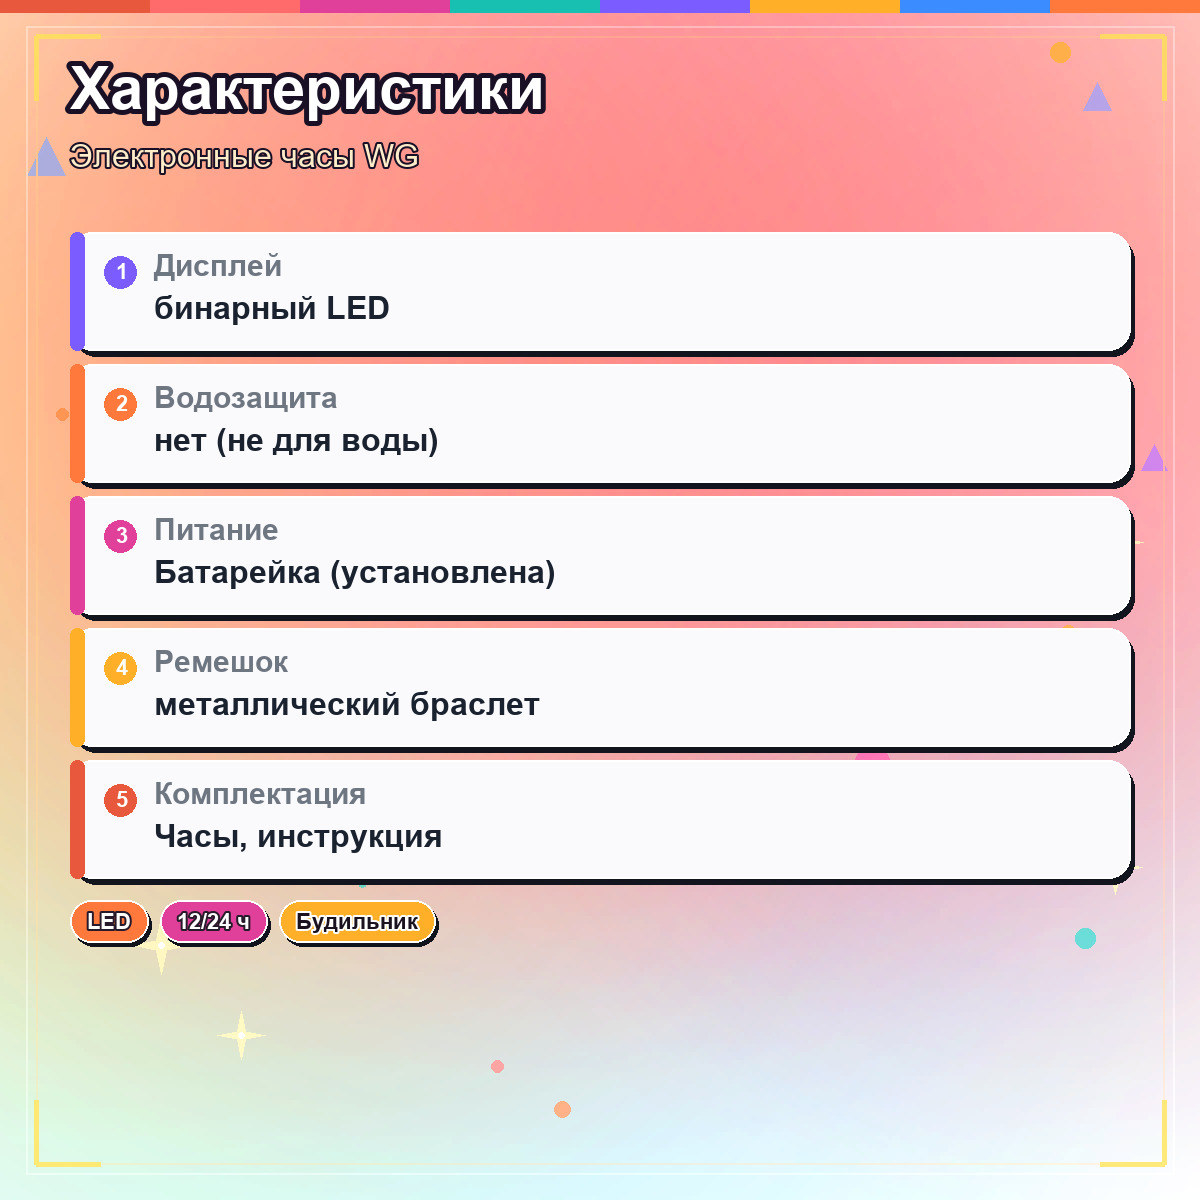 Характеристики
Электронные часы WG
1 Дисплей
бинарный LED
2 Водозащита
нет (не для воды)
3 Питание
Батарейка (установлена)
4 Ремешок
металлический браслет
5 Комплектация
Часы, инструкция
LED 12/24 ч Будильник